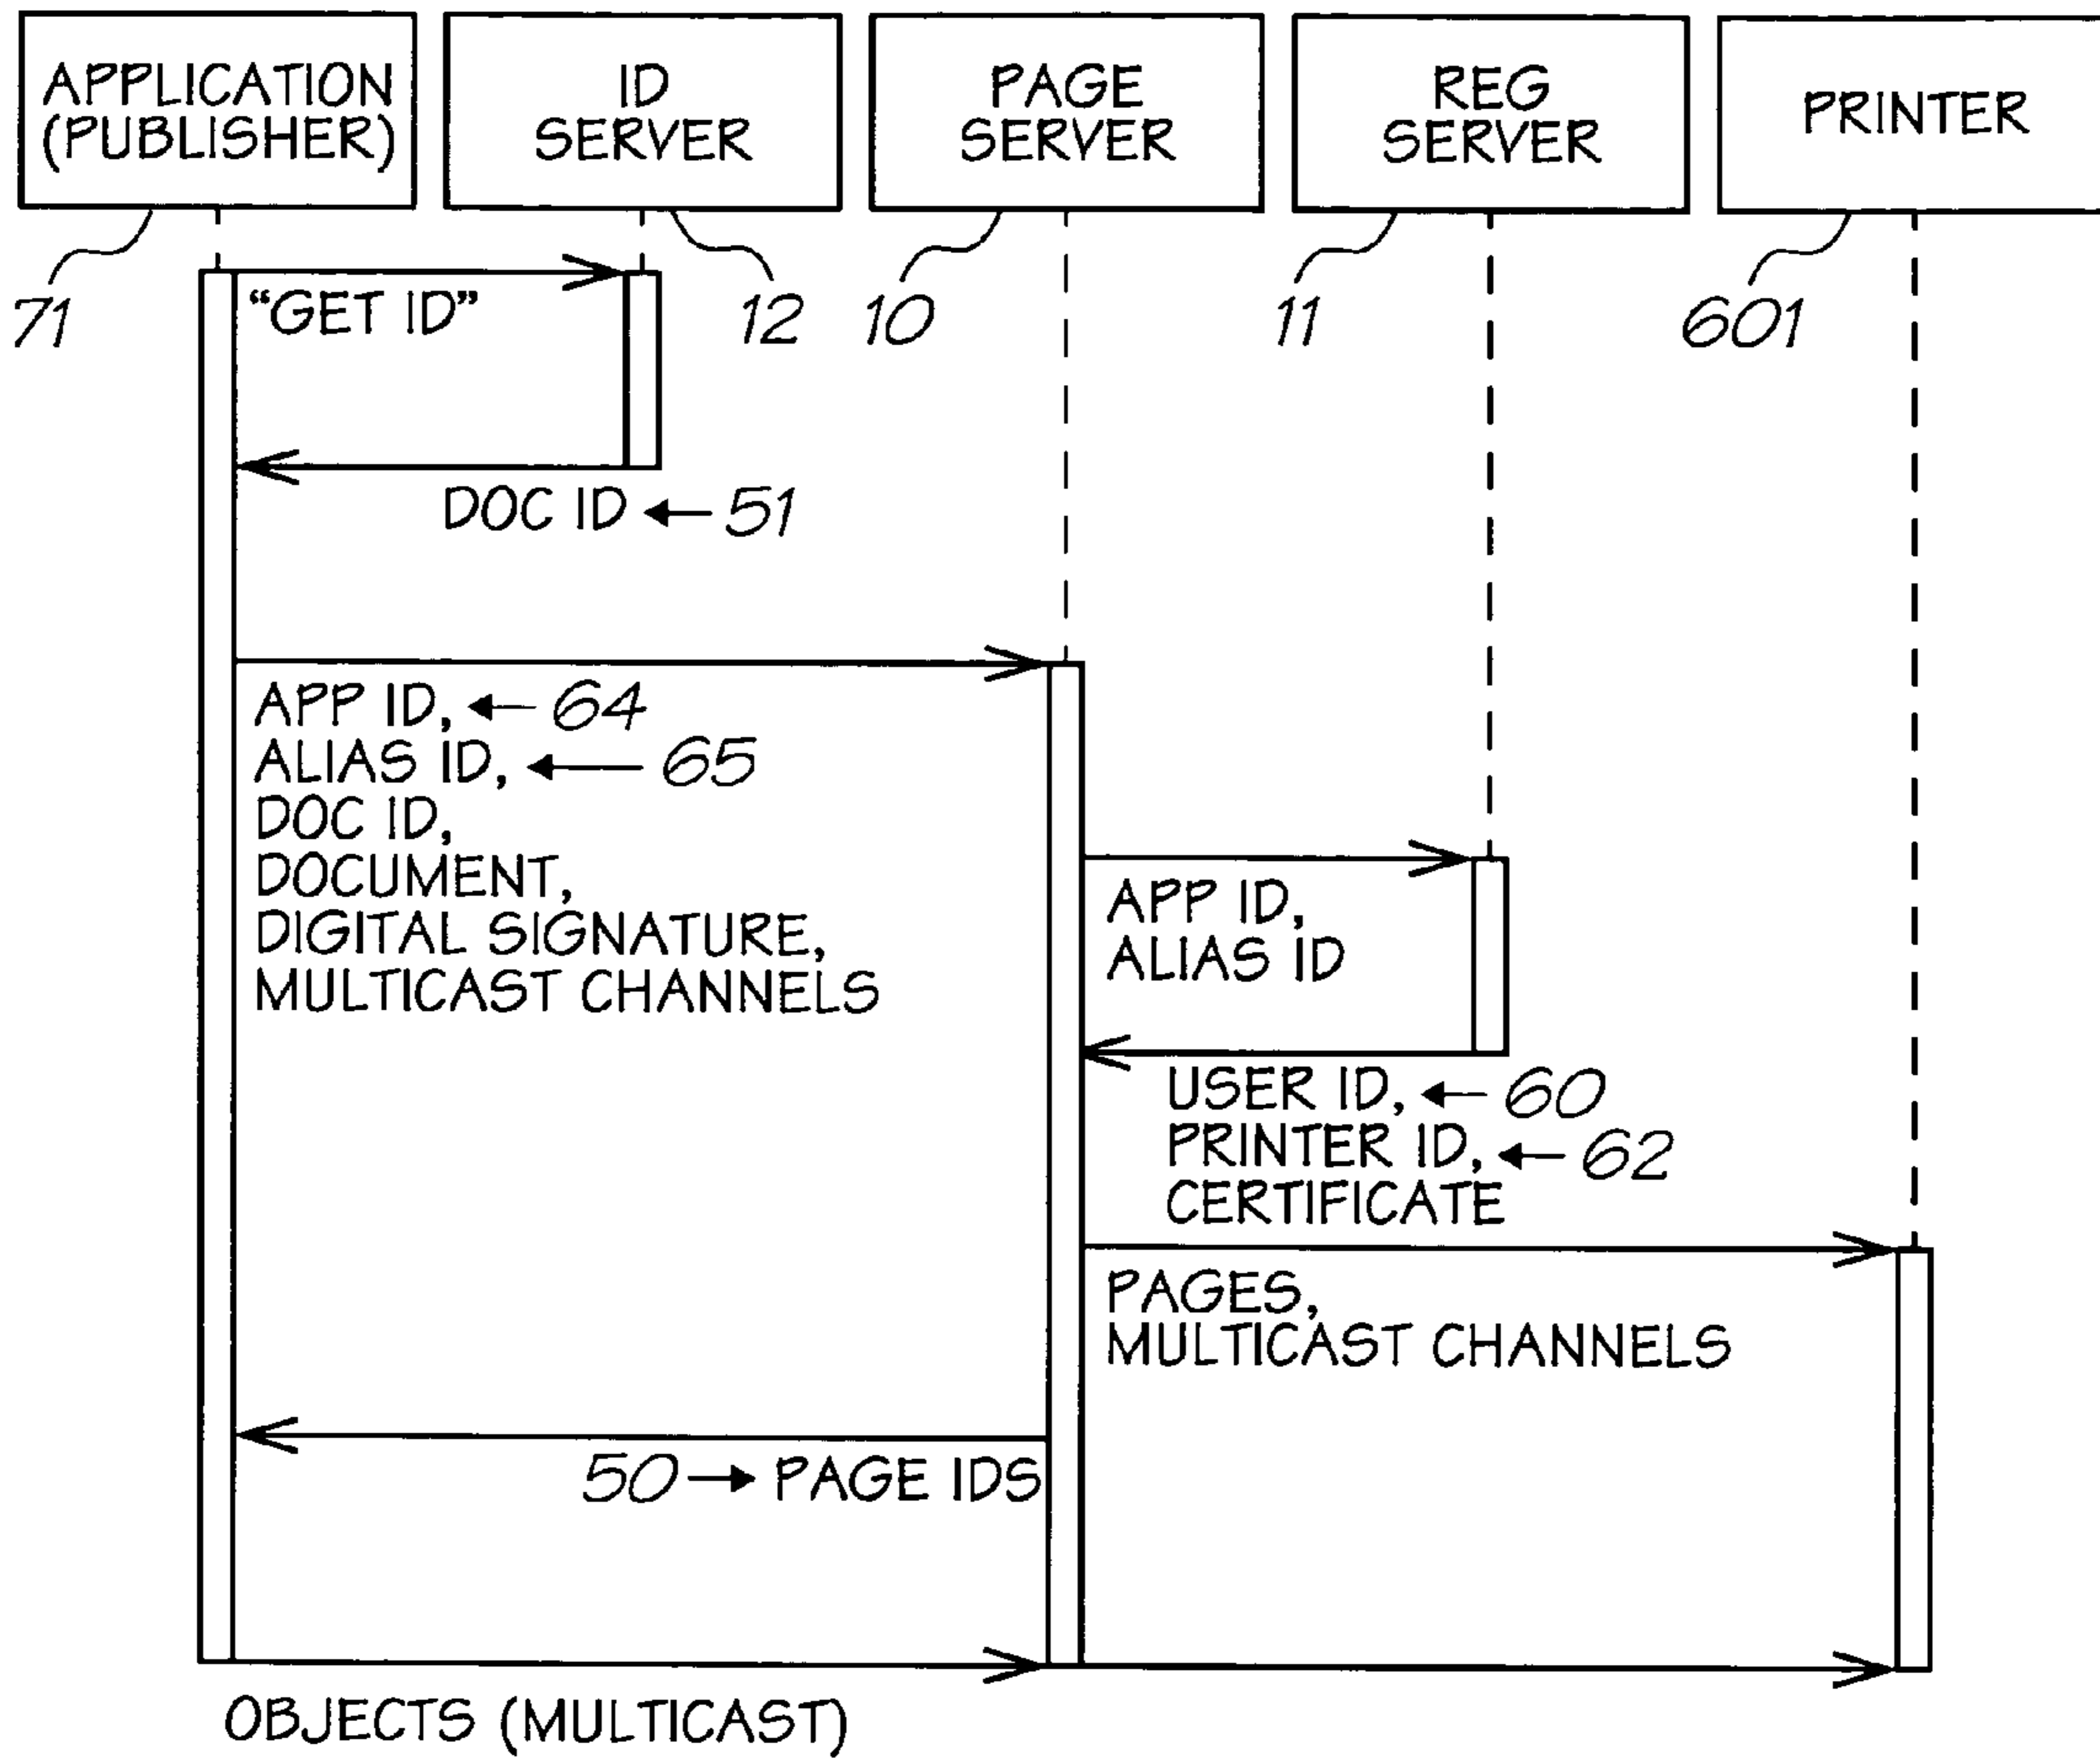 APPLICATION
(PUBLISHER)
ID
SERVER
PAGE
SERVER
REG
SERVER
PRINTER
71
12
10
11
601
“GET ID”
DOC ID
51
APP ID,
64
ALIAS ID,
65
DOC ID,
DOCUMENT,
DIGITAL SIGNATURE,
MULTICAST CHANNELS
APP ID,
ALIAS ID
USER ID,
60
PRINTER ID,
62
CERTIFICATE
PAGES,
MULTICAST CHANNELS
50
PAGE IDS
OBJECTS (MULTICAST)